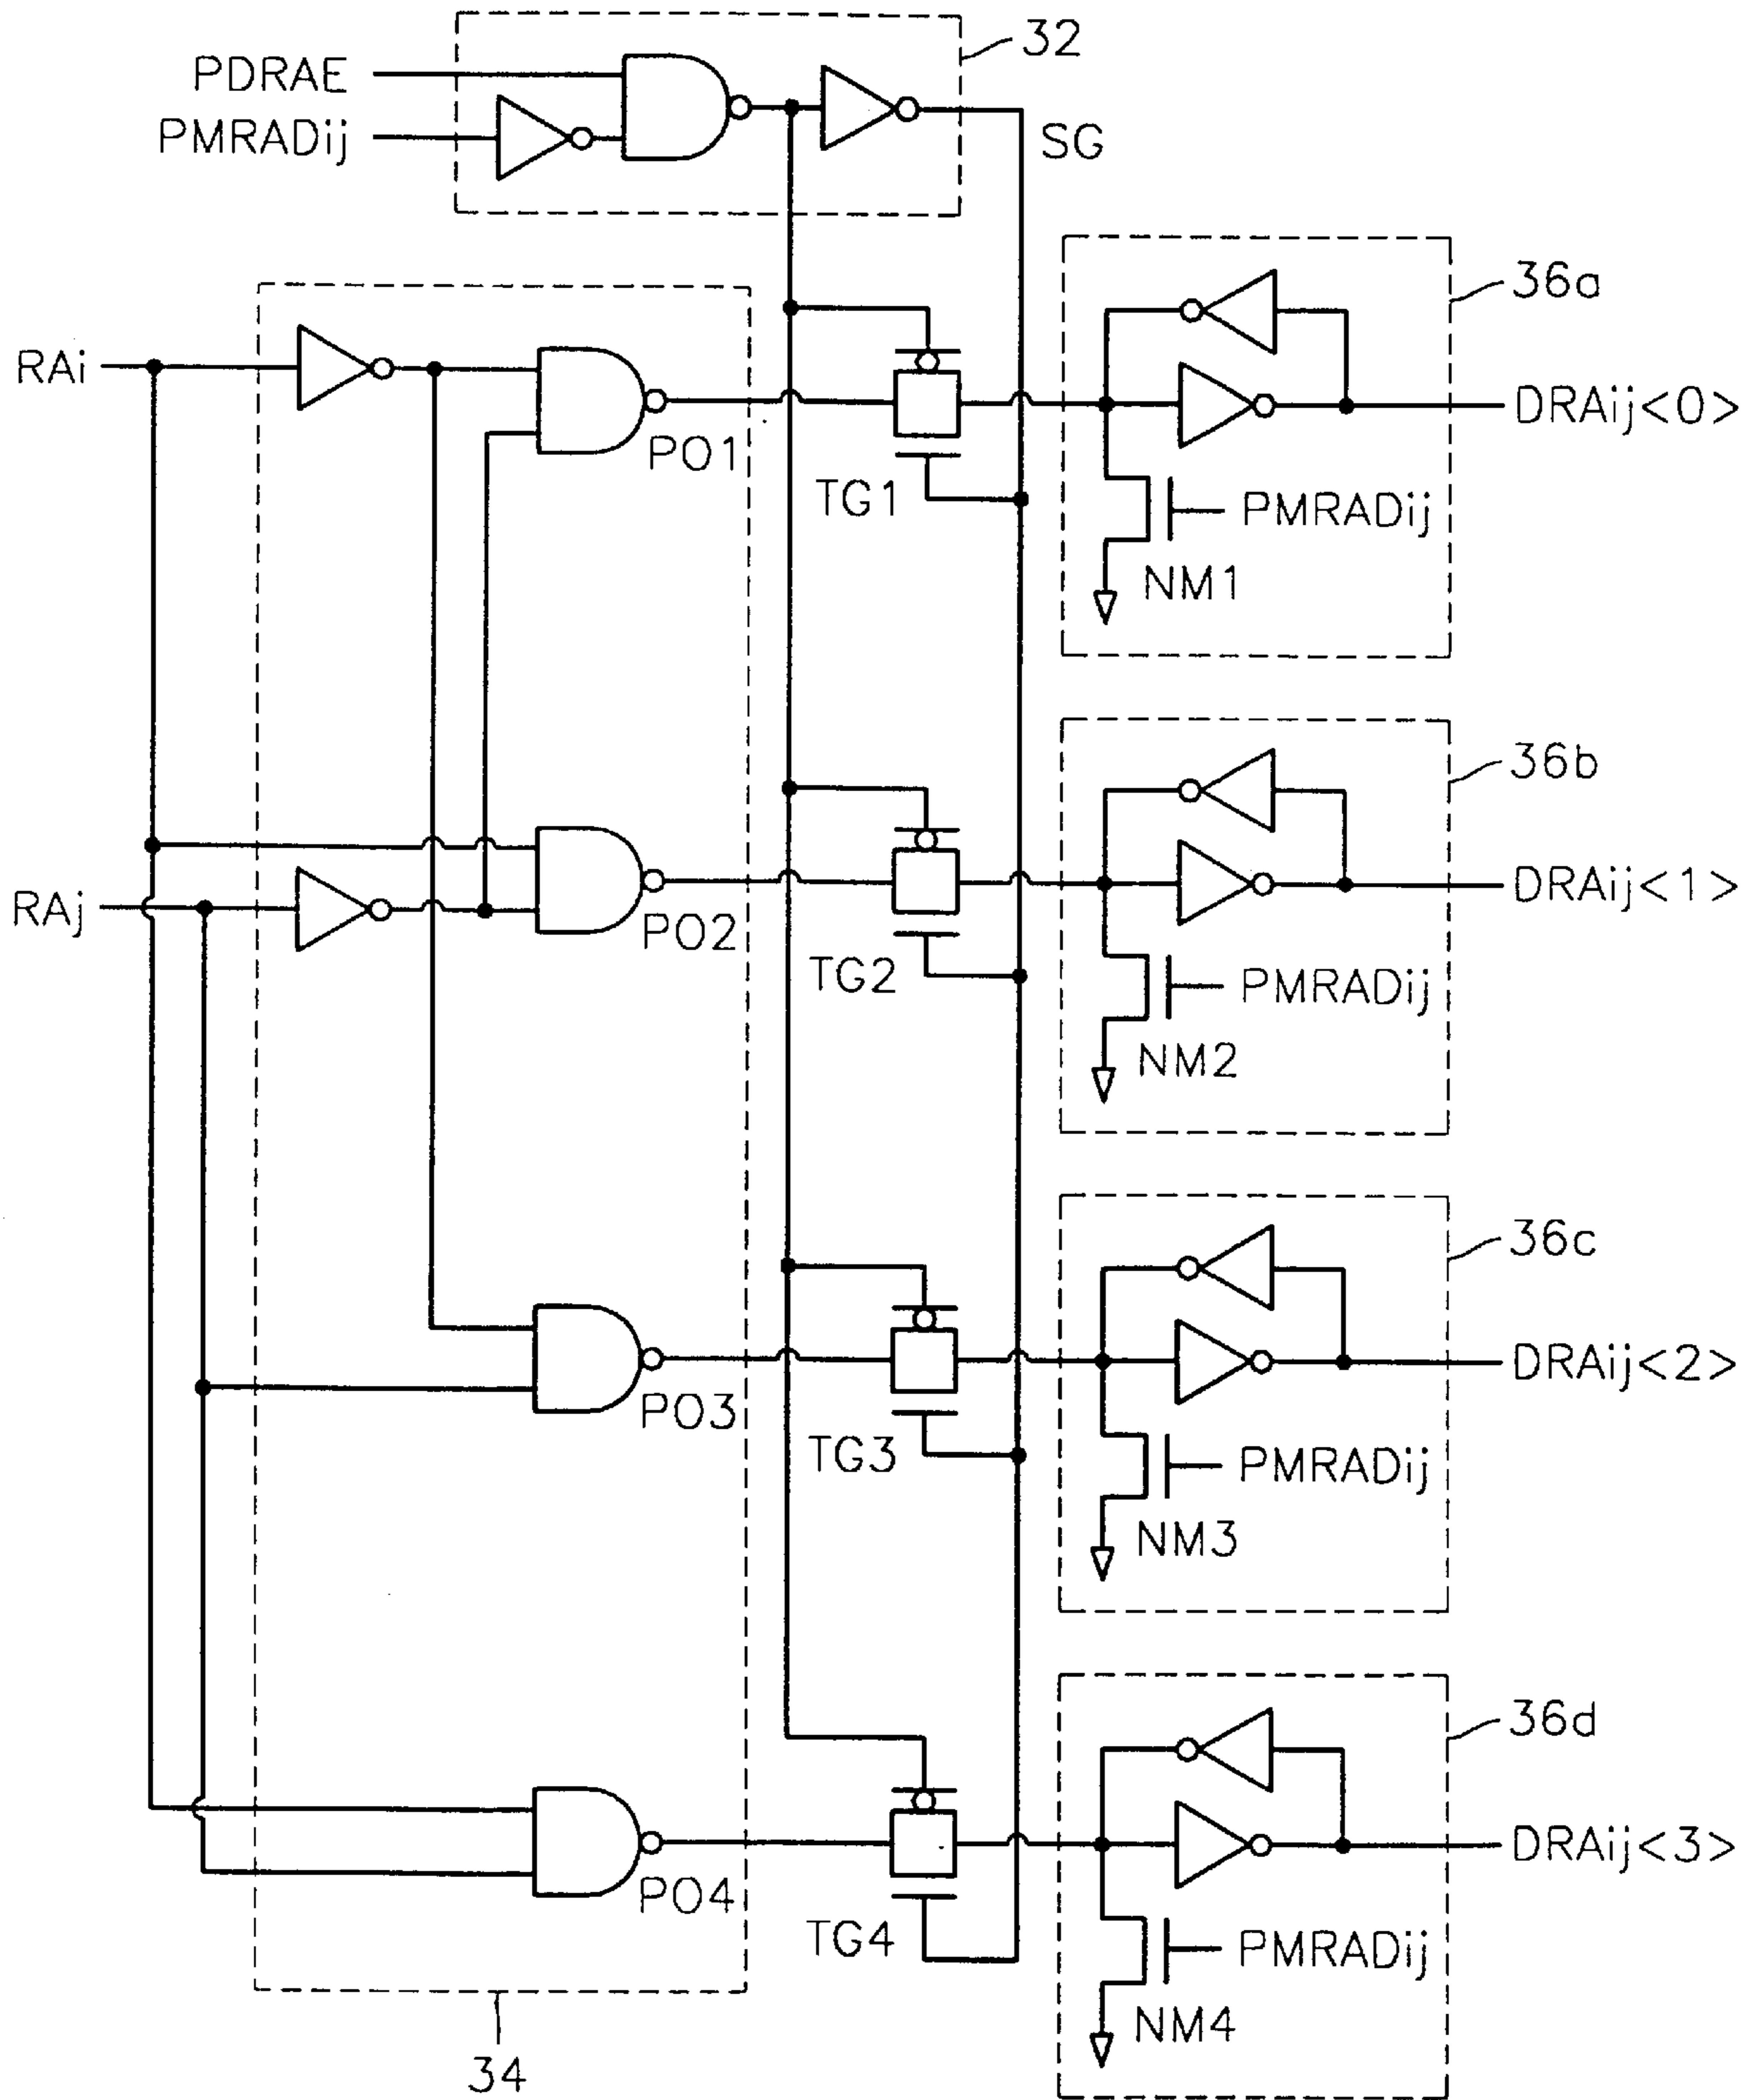 32
PDRAE
PMRADij
SG
36a
RAi
DRAij<0>
PO1
TG1
PMRADij
NM1
36b
RAj
DRAij<1>
PO2
TG2
PMRADij
NM2
36c
DRAij<2>
PO3
TG3
PMRADij
NM3
36d
DRAij<3>
PO4
TG4
PMRADij
NM4
34